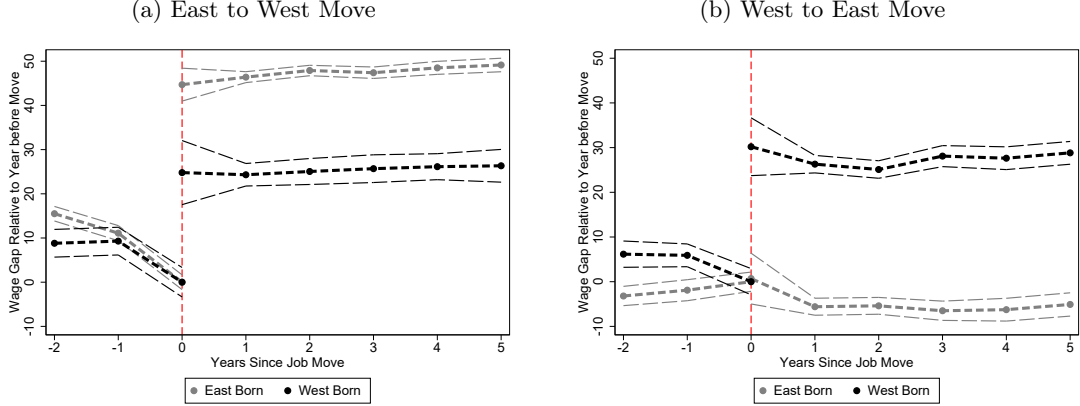 (a) East to West Move
Wage Gap Relative to Year before Move
50
40
30
20
10
0
-10
-2 -1 0 1 2 3 4 5
Years Since Job Move
East Born West Born
(b) West to East Move
Wage Gap Relative to Year before Move
50
40
30
20
10
0
-10
-2 -1 0 1 2 3 4 5
Years Since Job Move
East Born West Born